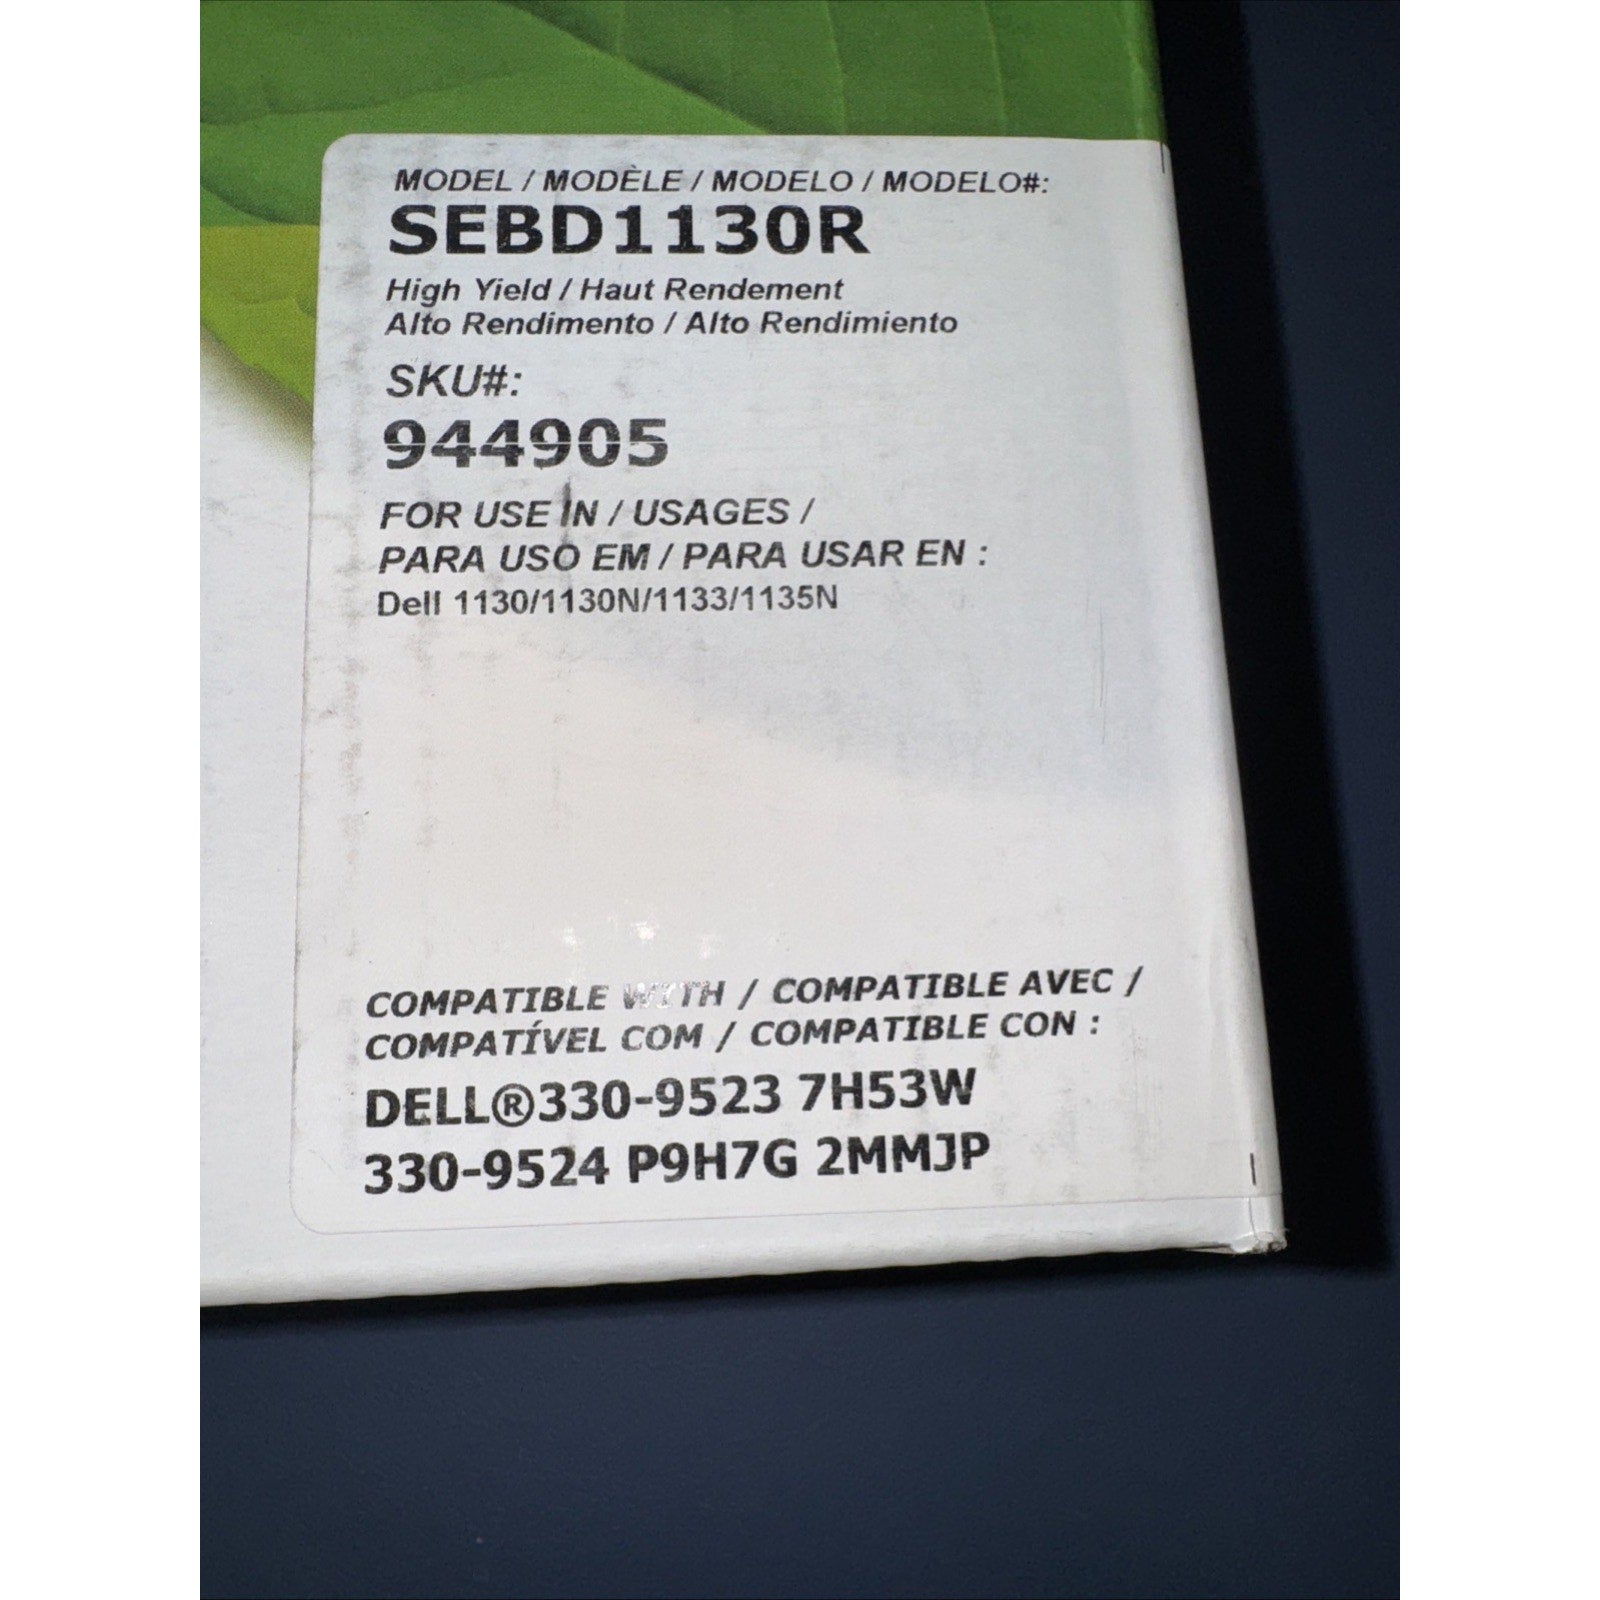 MODEL / MODÈLE / MODELO / MODELO#:
SEBD1130R
High Yield / Haut Rendement
Alto Rendimento / Alto Rendimiento
SKU#:
944905
FOR USE IN / USAGES /
PARA USO EM / PARA USAR EN :
Dell 1130/1130N/1133/1135N
COMPATIBLE WITH / COMPATIBLE AVEC /
COMPATÍVEL COM / COMPATIBLE CON :
DELL®330-9523 7H53W
330-9524 P9H7G 2MMJP